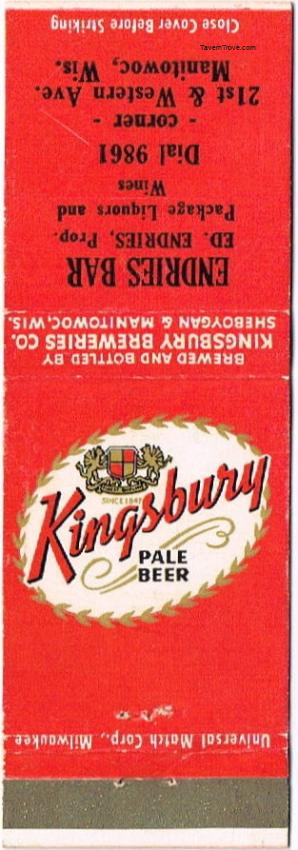 TavernTrove.com
ENDRIES BAR
ED. ENDRIES, Prop.
Package Liquors and
Wines
Dial 9861
- corner -
21st & Western Ave.
Manitowoc, Wis.
Close Cover Before Striking
BREWED AND BOTTLED BY
KINGSBURY BREWERIES CO.
SHEBOYGAN & MANITOWOC, WIS.
SINCE 1847
Kingsbury
PALE
BEER
Universal Match Corp., Milwaukee